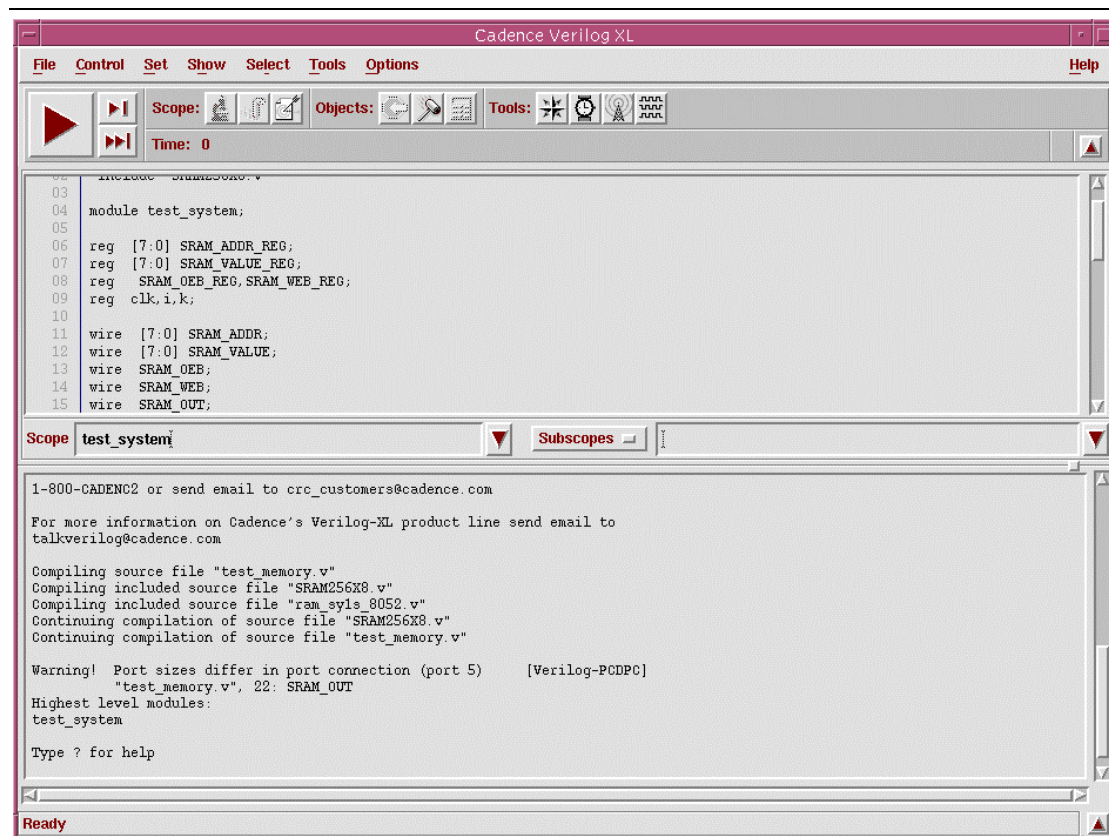 Cadence Verilog XL
File Control Set Show Select Tools Options Help
Scope: Objects: Tools:
Time: 0
02 `include "SRAM256X8.v"
03
04 module test_system;
05
06 reg [7:0] SRAM_ADDR_REG;
07 reg [7:0] SRAM_VALUE_REG;
08 reg SRAM_OEB_REG,SRAM_WEB_REG;
09 reg clk,i,k;
10
11 wire [7:0] SRAM_ADDR;
12 wire [7:0] SRAM_VALUE;
13 wire SRAM_OEB;
14 wire SRAM_WEB;
15 wire SRAM_OUT;
Scope test_system Subscopes
1-800-CADENC2 or send email to crc_customers@cadence.com
For more information on Cadence's Verilog-XL product line send email to
talkverilog@cadence.com
Compiling source file "test_memory.v"
Compiling included source file "SRAM256X8.v"
Compiling included source file "ram_sy1s_8052.v"
Continuing compilation of source file "SRAM256X8.v"
Continuing compilation of source file "test_memory.v"
Warning! Port sizes differ in port connection (port 5) [Verilog-PCDPC]
"test_memory.v", 22: SRAM_OUT
Highest level modules:
test_system
Type ? for help
Ready